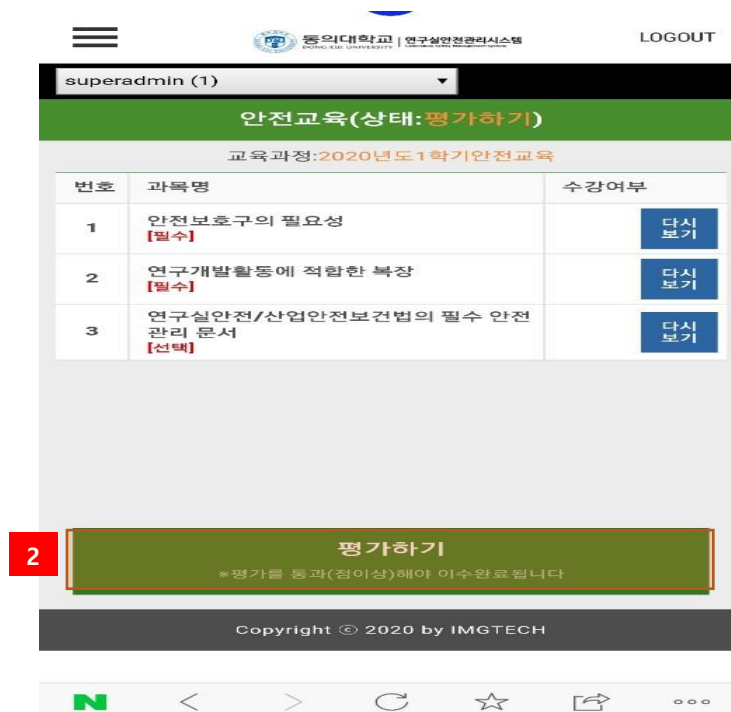 동의대학교 | 연구실안전관리시스템
DONG-EUI UNIVERSITY
LOGOUT
superadmin (1)
안전교육(상태:평가하기)
교육과정:2020년도1학기안전교육
번호 과목명 수강여부
1 안전보호구의 필요성 다시
[필수] 보기
2 연구개발활동에 적합한 복장 다시
[필수] 보기
연구실안전/산업안전보건법의 필수 안전
3 관리 문서 다시
[선택] 보기
2
평가하기
※평가를 통과(점이상)해야 이수완료됩니다
Copyright ⓒ 2020 by IMGTECH
N